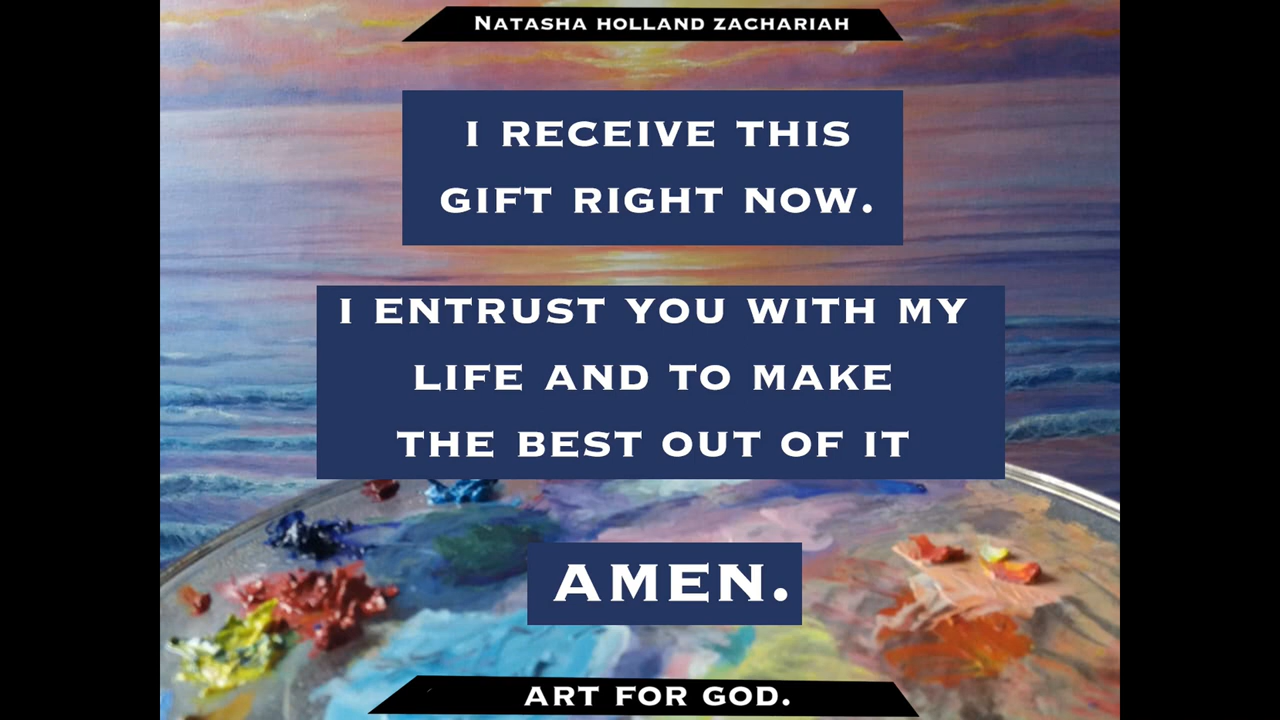 NATASHA HOLLAND ZACHARIAH
I RECEIVE THIS
GIFT RIGHT NOW.
I ENTRUST YOU WITH MY
LIFE AND TO MAKE
THE BEST OUT OF IT
AMEN.
ART FOR GOD.